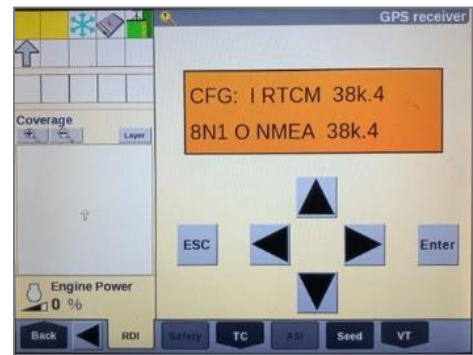 GPS receiver
CFG: I RTCM 38k.4
8N1 O NMEA 38k.4
Coverage
Layer
ESC
Enter
Engine Power
0 %
Back
RDI
Safety
TC
ASI
Seed
VT